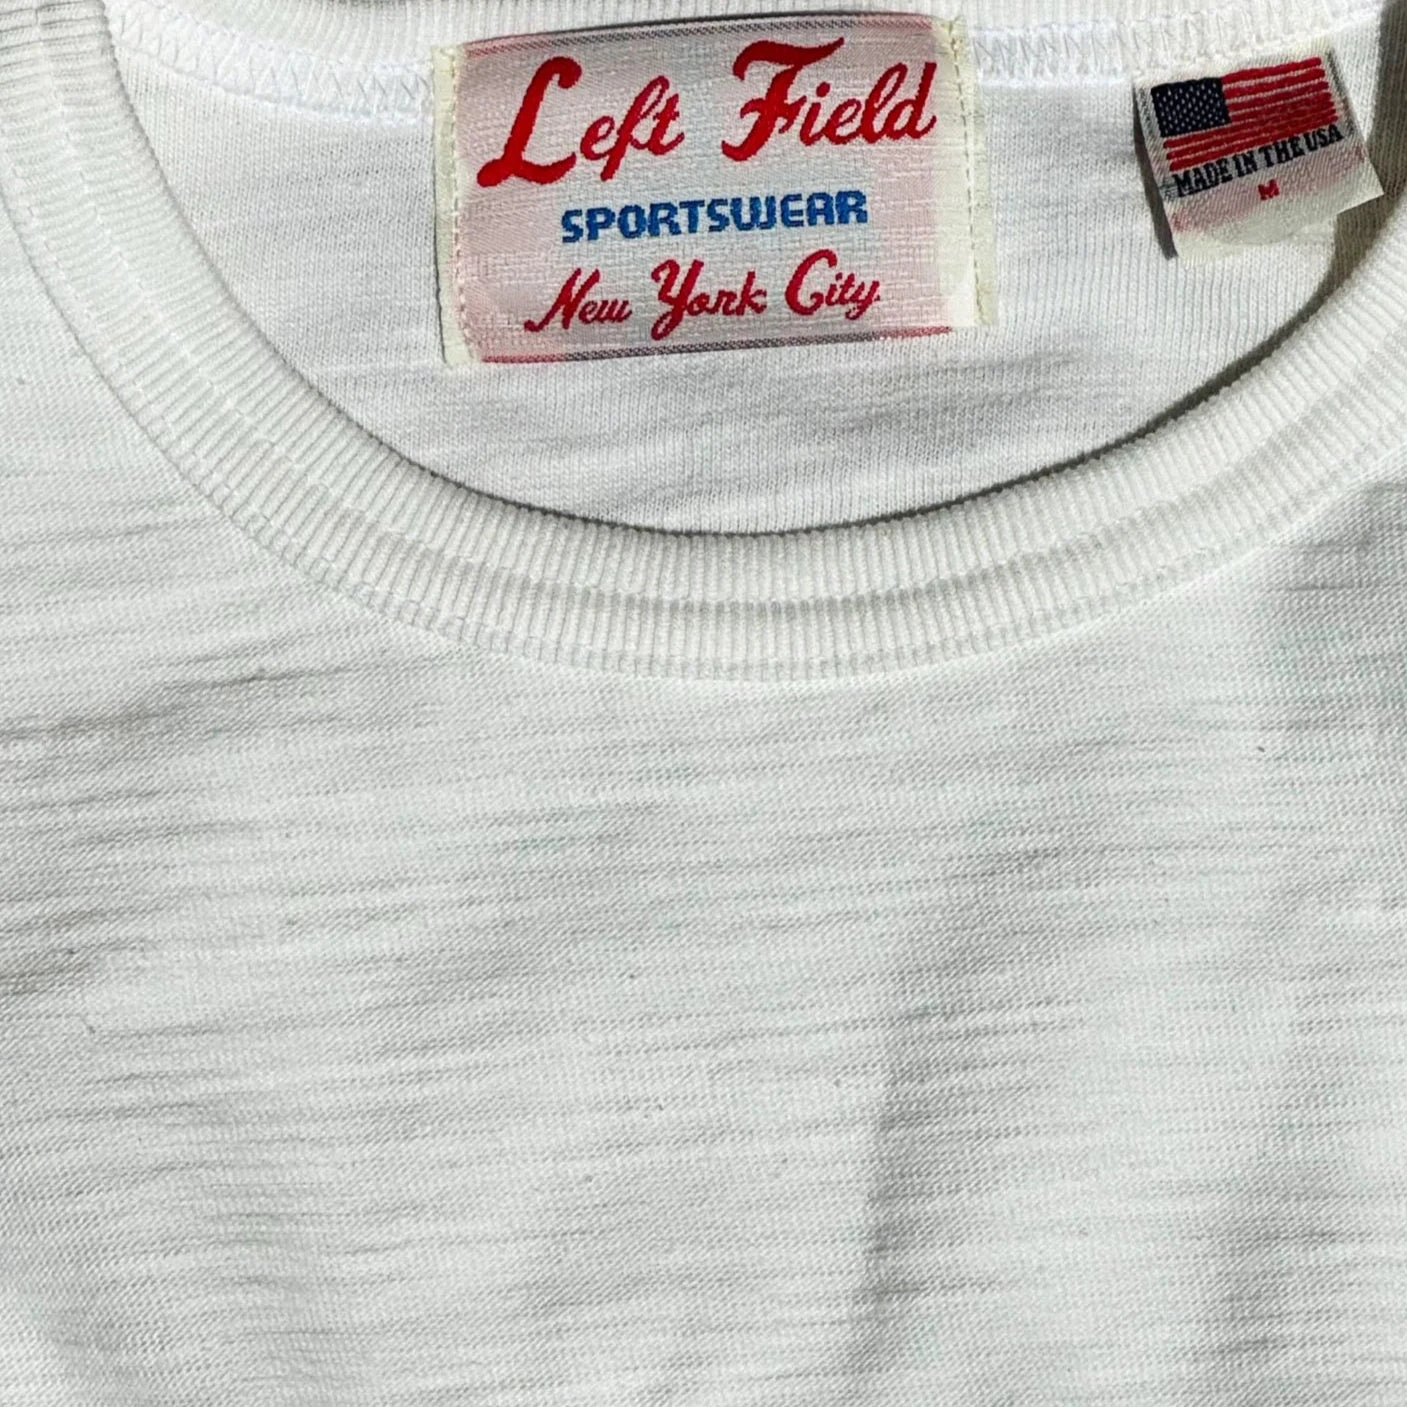 Left Field
SPORTSWEAR
New York City
MADE IN THE USA
M